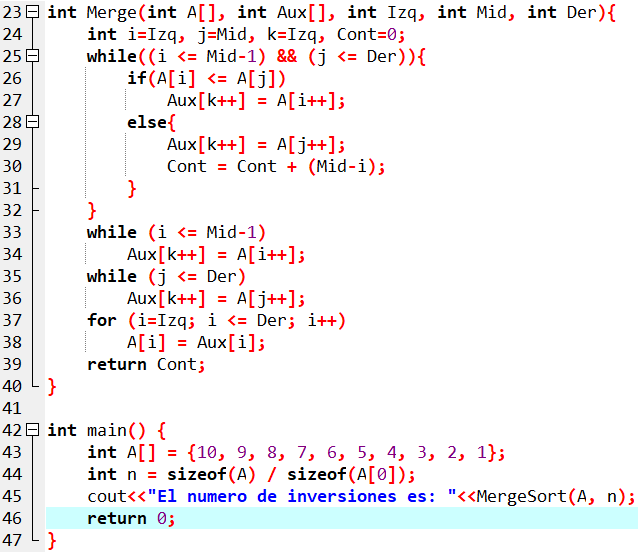 23 int Merge(int A[], int Aux[], int Izq, int Mid, int Der){
24 int i=Izq, j=Mid, k=Izq, Cont=0;
25 while((i <= Mid-1) && (j <= Der)){
26 if(A[i] <= A[j])
27 Aux[k++] = A[i++];
28 else{
29 Aux[k++] = A[j++];
30 Cont = Cont + (Mid-i);
31 }
32 }
33 while (i <= Mid-1)
34 Aux[k++] = A[i++];
35 while (j <= Der)
36 Aux[k++] = A[j++];
37 for (i=Izq; i <= Der; i++)
38 A[i] = Aux[i];
39 return Cont;
40 }
41
42 int main() {
43 int A[] = {10, 9, 8, 7, 6, 5, 4, 3, 2, 1};
44 int n = sizeof(A) / sizeof(A[0]);
45 cout<<"El numero de inversiones es: "<<MergeSort(A, n);
46 return 0;
47 }